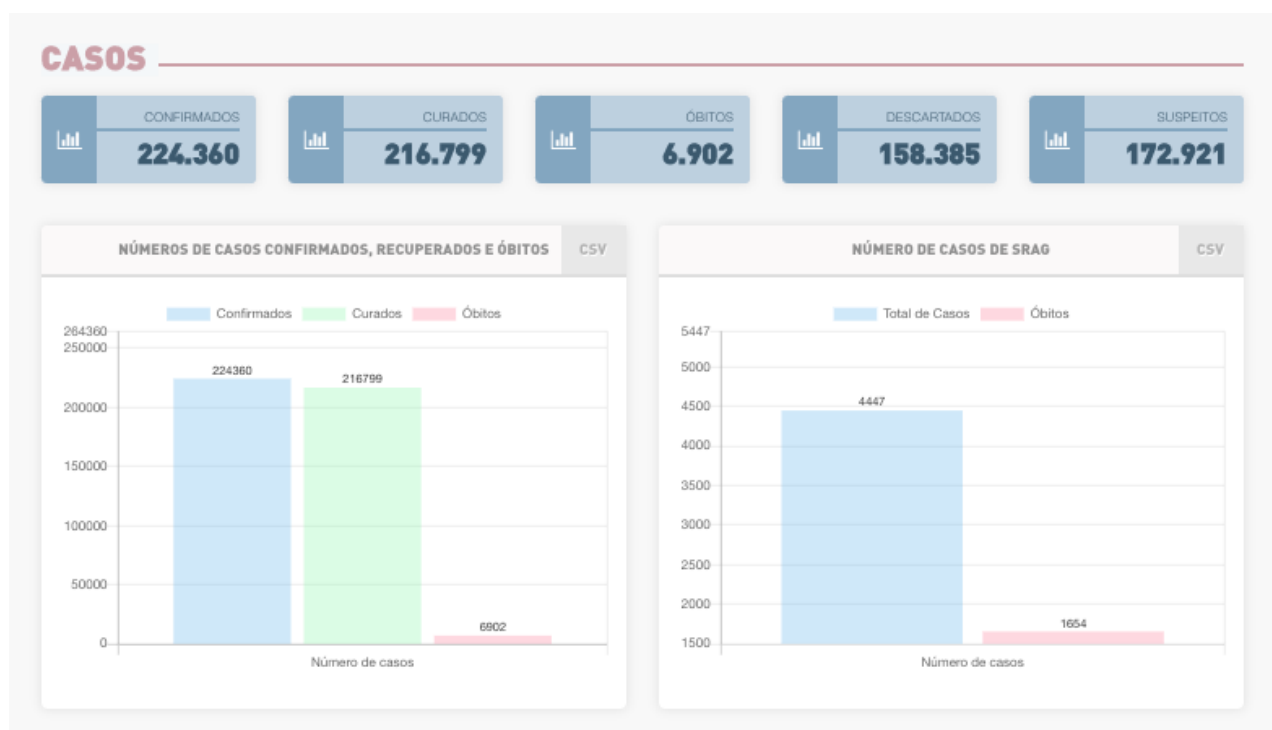 CASOS
CONFIRMADOS
224.360
CURADOS
216.799
ÓBITOS
6.902
DESCARTADOS
158.385
SUSPEITOS
172.921
NÚMEROS DE CASOS CONFIRMADOS, RECUPERADOS E ÓBITOS CSV
Confirmados Curados Óbitos
264360
250000
200000
150000
100000
50000
0
224360
216799
6902
Número de casos
NÚMERO DE CASOS DE SRAG CSV
Total de Casos Óbitos
5447
5000
4500
4000
3500
3000
2500
2000
1500
4447
1654
Número de casos